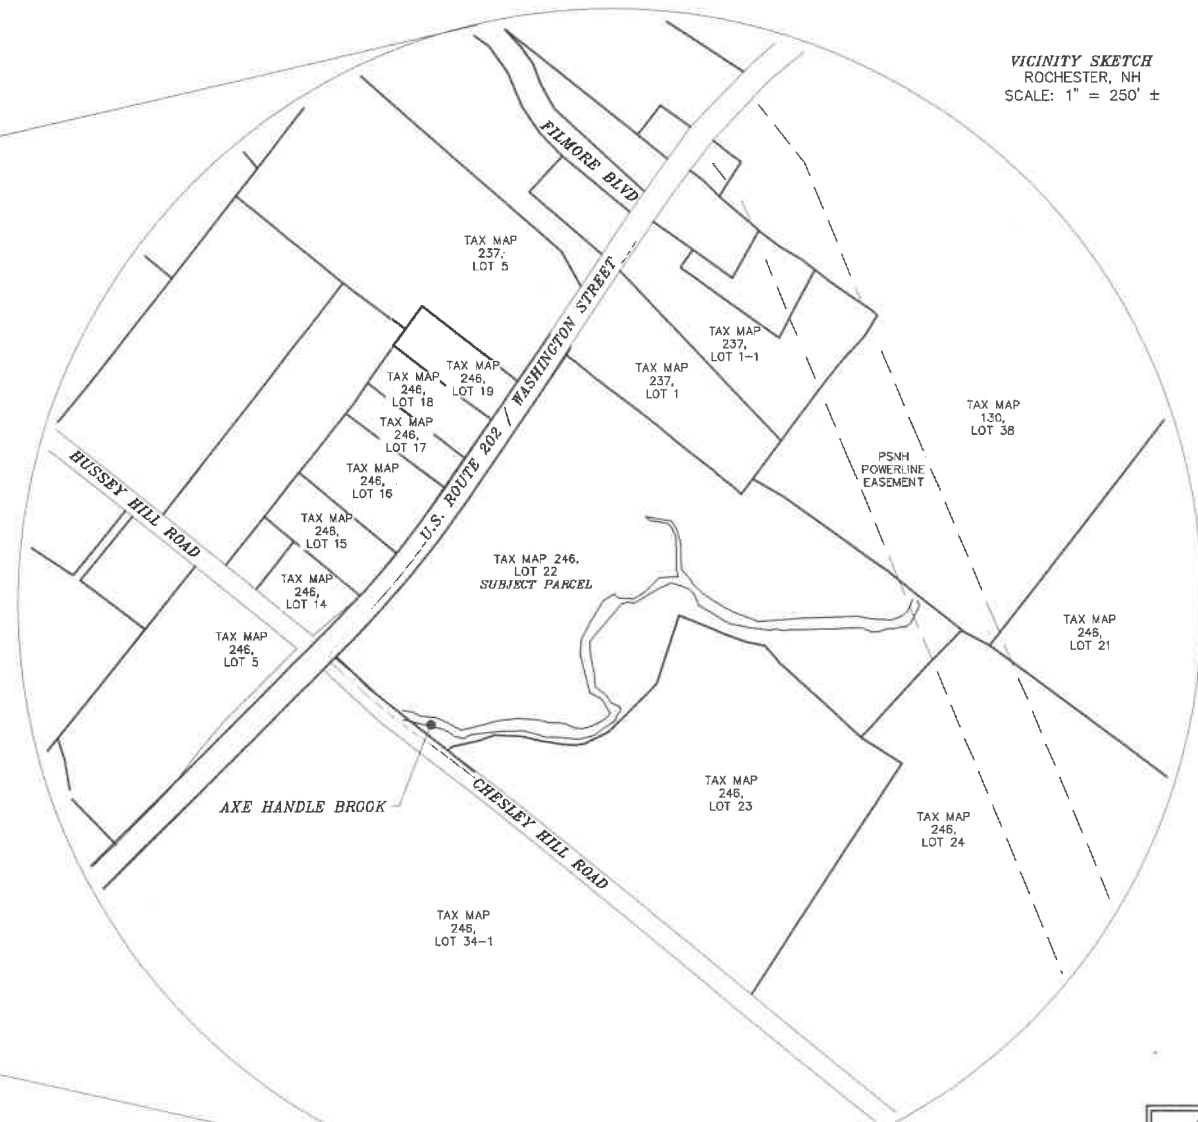 VICINITY SKETCH
ROCHESTER, NH
SCALE: 1" = 250' ±
FILMORE BLVD
TAX MAP
237,
LOT 5
U.S. ROUTE 202 / WASHINGTON STREET
TAX MAP
237,
LOT 1-1
TAX MAP
237,
LOT 1
TAX MAP
246,
LOT 19
TAX MAP
246,
LOT 18
TAX MAP
246,
LOT 17
TAX MAP
246,
LOT 16
TAX MAP
246,
LOT 15
TAX MAP
246,
LOT 14
TAX MAP
130,
LOT 38
PSNH
POWERLINE
EASEMENT
HUSSEY HILL ROAD
TAX MAP 246,
LOT 22
SUBJECT PARCEL
TAX MAP
246,
LOT 5
TAX MAP
246,
LOT 21
AXE HANDLE BROOK
CHESLEY HILL ROAD
TAX MAP
246,
LOT 23
TAX MAP
246,
LOT 24
TAX MAP
246,
LOT 34-1